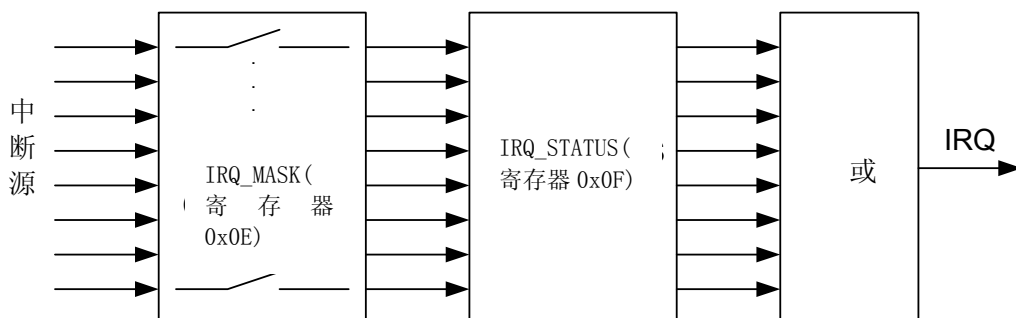 中
断
源
IRQ_MASK(
寄存器
0x0E)
IRQ_STATUS(
寄存器 0x0F)
或
IRQ